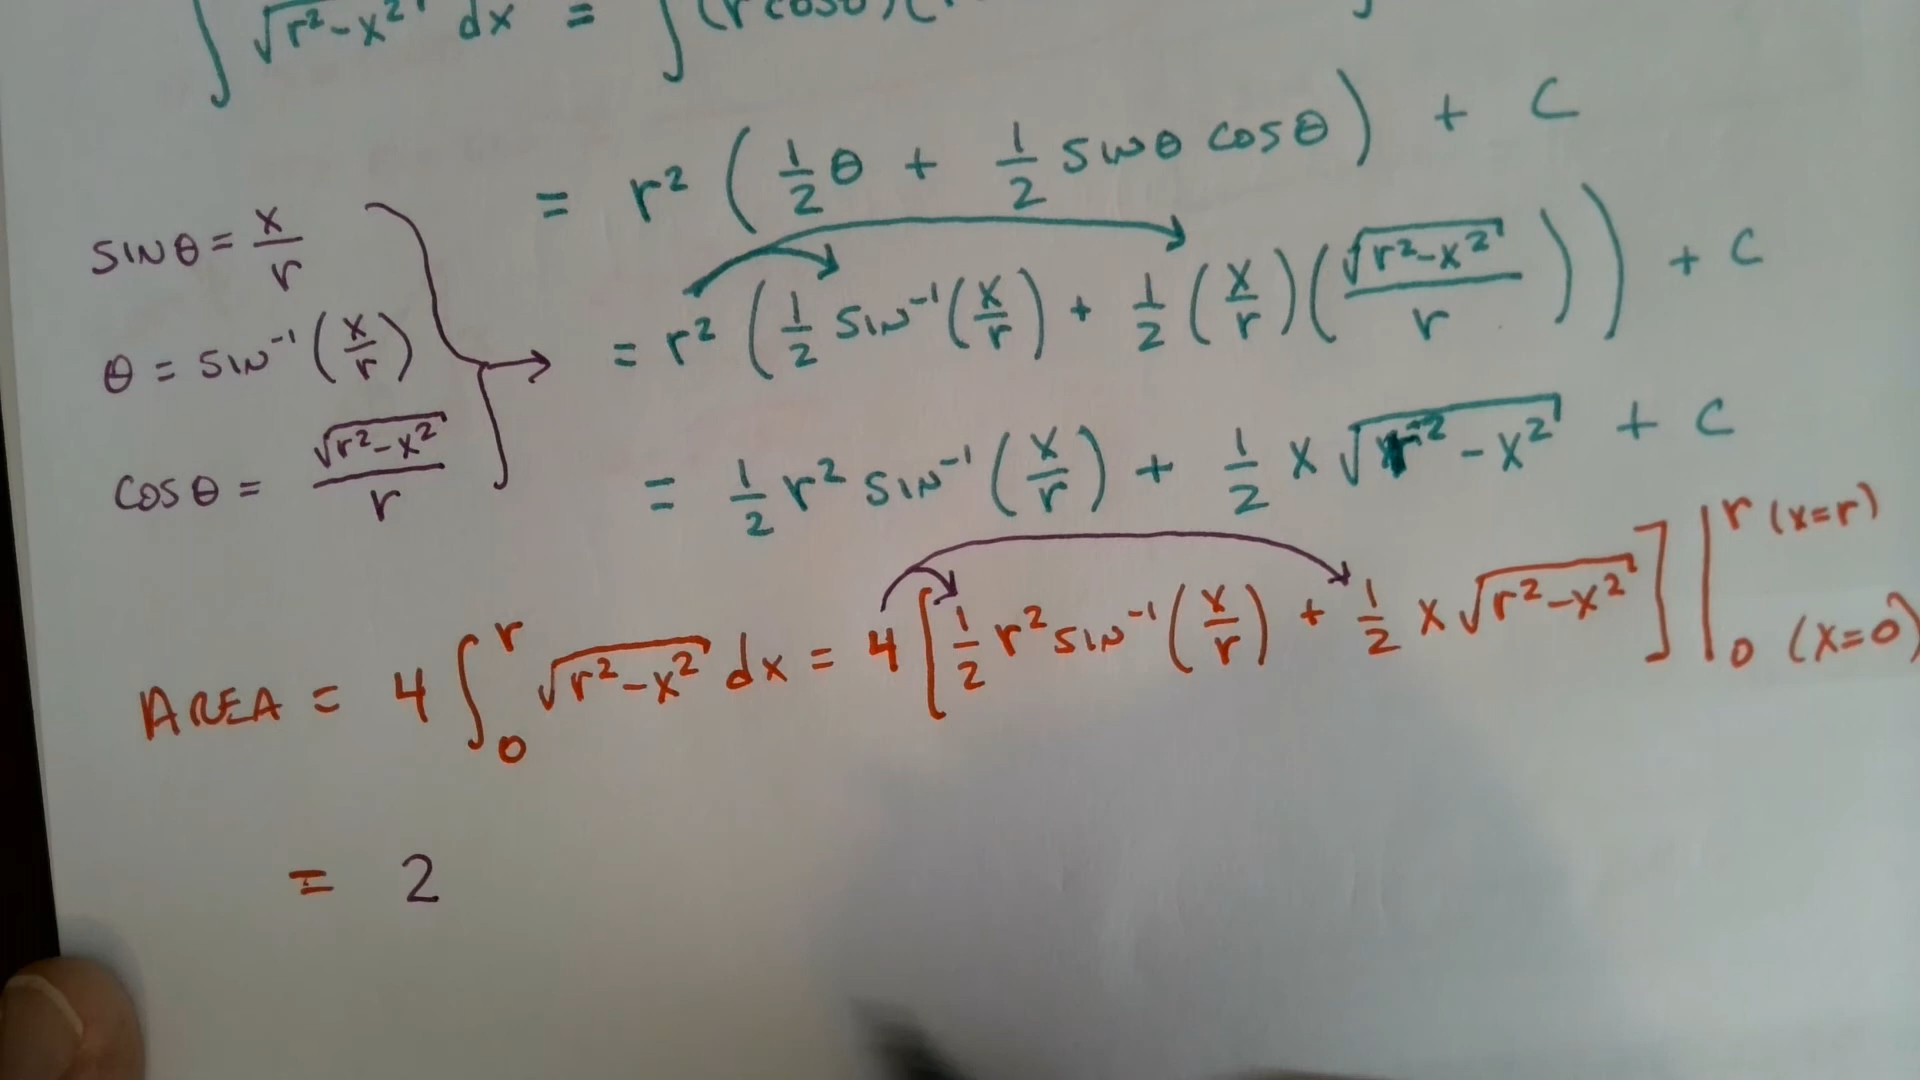 ∫ √(r²-x²) dx = ∫ (r cosθ)(
= r² (1/2 θ + 1/2 sinθ cosθ) + C
sinθ = x/r
θ = sin⁻¹(x/r)
cosθ = √(r²-x²)/r
= r² (1/2 sin⁻¹(x/r) + 1/2 (x/r)(√(r²-x²)/r)) + C
= 1/2 r² sin⁻¹(x/r) + 1/2 x √(r²-x²) + C
AREA = 4 ∫₀ʳ √(r²-x²) dx = 4 [1/2 r² sin⁻¹(x/r) + 1/2 x √(r²-x²)] | r (x=r) 0 (x=0)
= 2